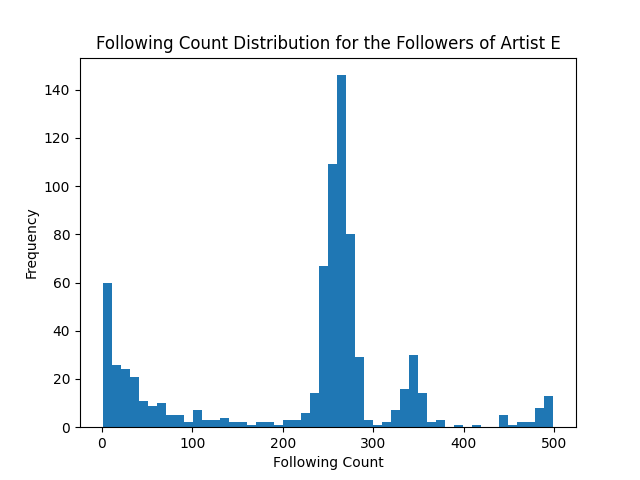 Following Count Distribution for the Followers of Artist E
140
120
100
80
60
40
20
0
Frequency
0 100 200 300 400 500
Following Count